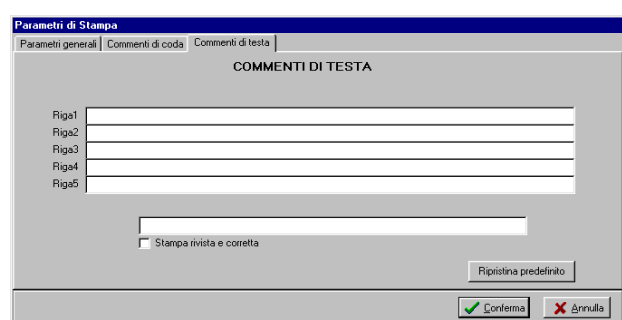 Parametri di Stampa
Parametri generali Commenti di coda Commenti di testa
COMMENTI DI TESTA
Riga1
Riga2
Riga3
Riga4
Riga5
Stampa rivista e corretta
Ripristina predefinito
Conferma Annulla